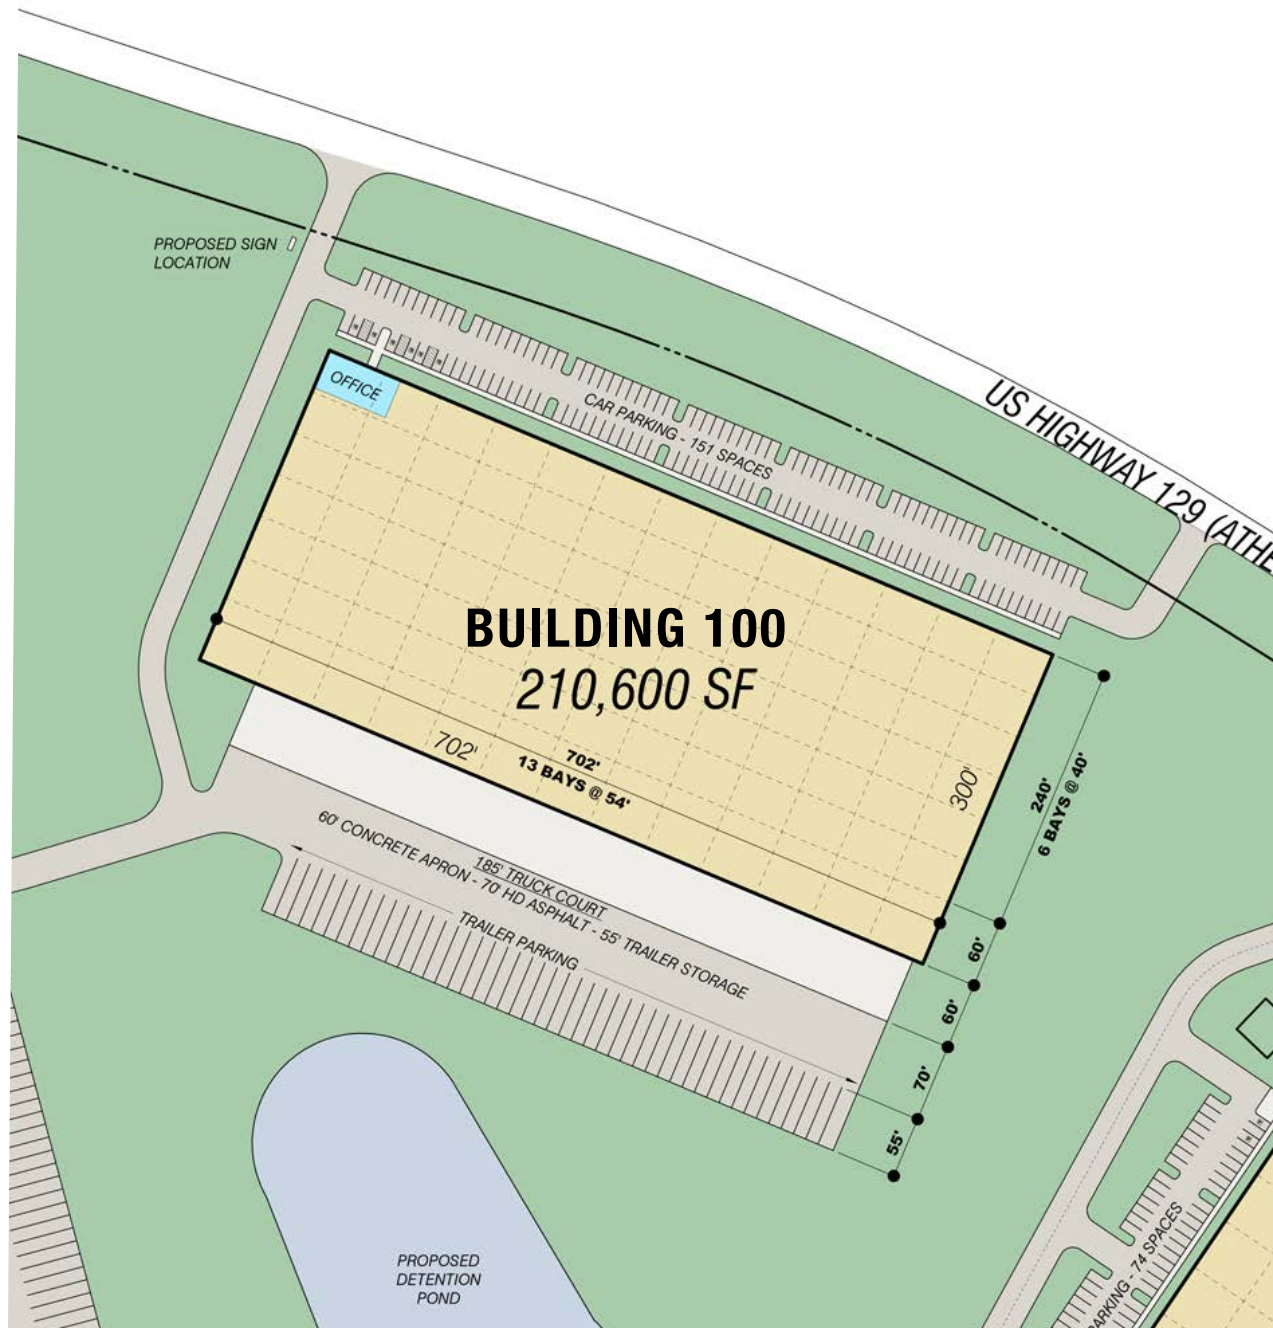 PROPOSED SIGN
LOCATION
OFFICE
CAR PARKING - 151 SPACES
US HIGHWAY 129 (ATHE
BUILDING 100
210,600 SF
702'
702'
13 BAYS @ 54'
300'
240'
6 BAYS @ 40'
60'
60'
70'
55'
185' TRUCK COURT
60' CONCRETE APRON - 70' HD ASPHALT - 55' TRAILER STORAGE
TRAILER PARKING
PROPOSED
DETENTION
POND
ARKING - 74 SPACES